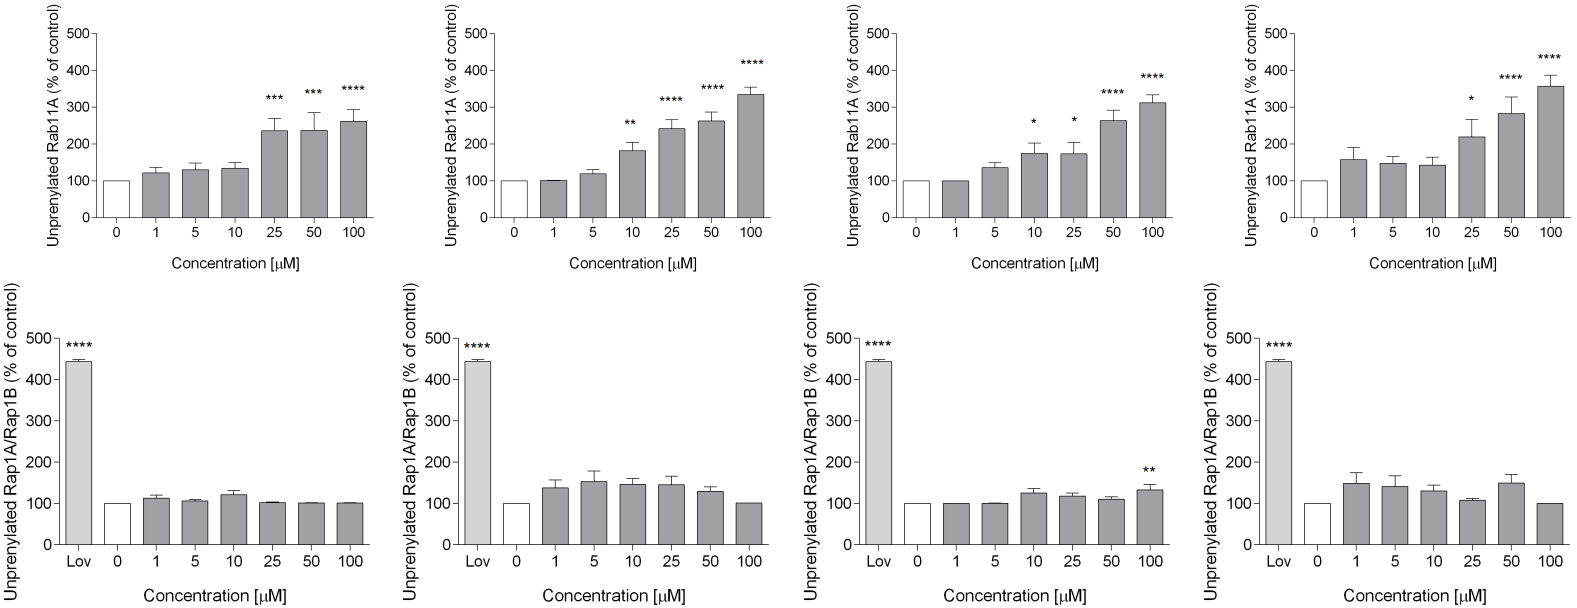 Unprenylated Rab11A (% of control)
500
400
300
200
100
0
*** *** ****
0 1 5 10 25 50 100
Concentration [μM]
Unprenylated Rab11A (% of control)
500
400
300
200
100
0
** **** **** ****
0 1 5 10 25 50 100
Concentration [μM]
Unprenylated Rab11A (% of control)
500
400
300
200
100
0
* * **** ****
0 1 5 10 25 50 100
Concentration [μM]
Unprenylated Rab11A (% of control)
500
400
300
200
100
0
* **** ****
0 1 5 10 25 50 100
Concentration [μM]
Unprenylated Rap1A/Rap1B (% of control)
500
400
300
200
100
0
****
Lov 0 1 5 10 25 50 100
Concentration [μM]
Unprenylated Rap1A/Rap1B (% of control)
500
400
300
200
100
0
****
Lov 0 1 5 10 25 50 100
Concentration [μM]
Unprenylated Rap1A/Rap1B (% of control)
500
400
300
200
100
0
**** **
Lov 0 1 5 10 25 50 100
Concentration [μM]
Unprenylated Rap1A/Rap1B (% of control)
500
400
300
200
100
0
****
Lov 0 1 5 10 25 50 100
Concentration [μM]